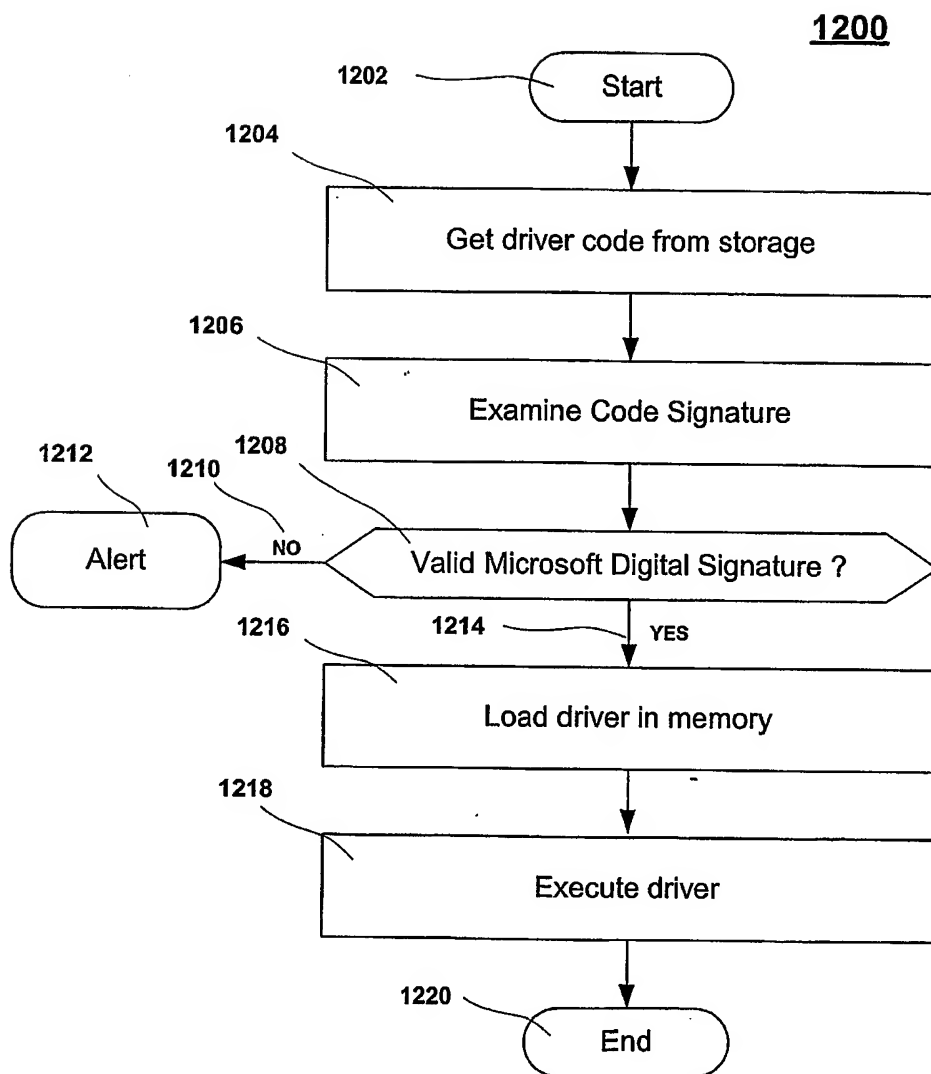 1200
1202
Start
1204
Get driver code from storage
1206
Examine Code Signature
1208
1210
1212
NO
Alert
Valid Microsoft Digital Signature ?
1214
YES
1216
Load driver in memory
1218
Execute driver
1220
End